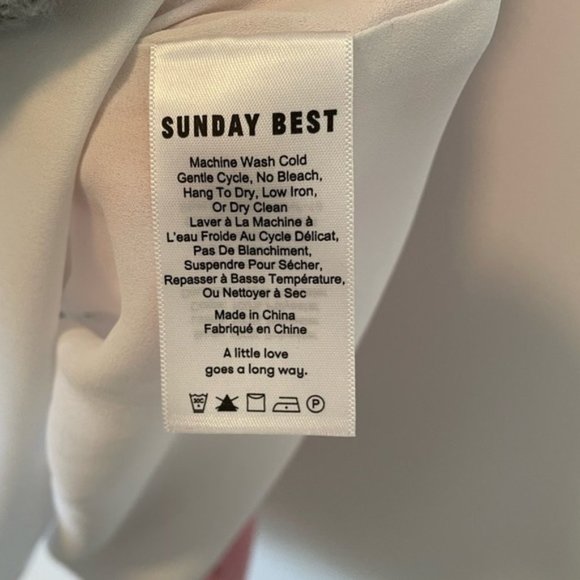 SUNDAY BEST
Machine Wash Cold
Gentle Cycle, No Bleach,
Hang To Dry, Low Iron,
Or Dry Clean
Laver à La Machine à
L'eau Froide Au Cycle Délicat,
Pas De Blanchiment,
Suspendre Pour Sécher,
Repasser à Basse Température,
Ou Nettoyer à Sec
Made in China
Fabriqué en Chine
A little love
goes a long way.
30C P